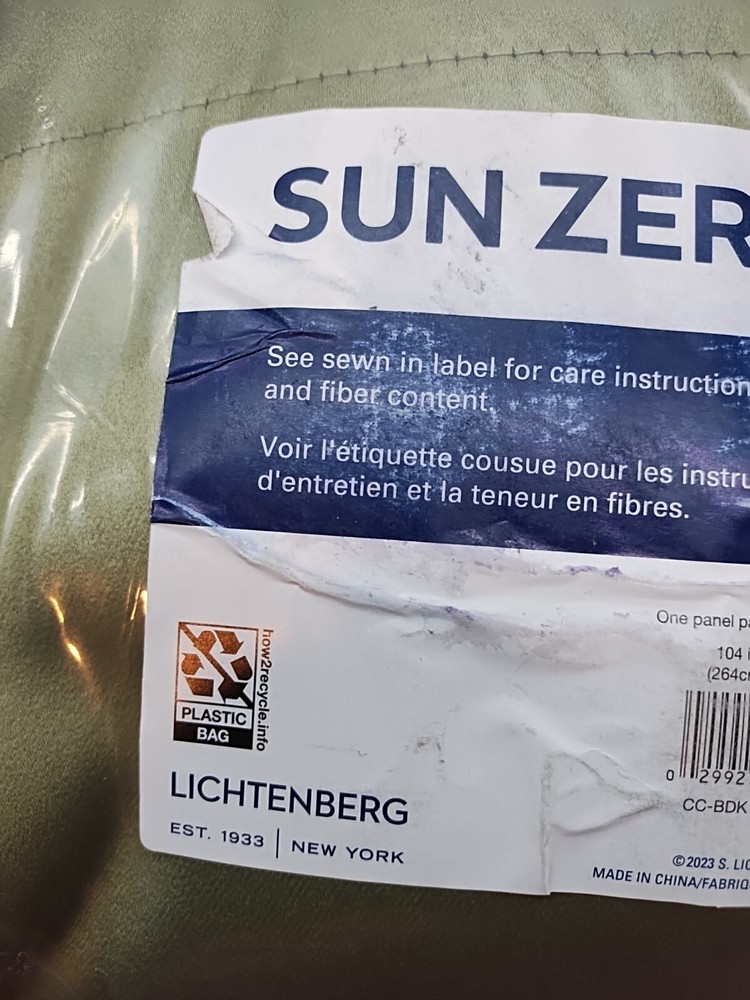 SUN ZER
See sewn in label for care instruction
and fiber content.
Voir l'étiquette cousue pour les instru
d'entretien et la teneur en fibres.
One panel pa
104 i
(264c
0 2992
CC-BDK
how2recycle.info
PLASTIC
BAG
LICHTENBERG
EST. 1933 | NEW YORK
©2023 S. LIC
MADE IN CHINA/FABRIQ